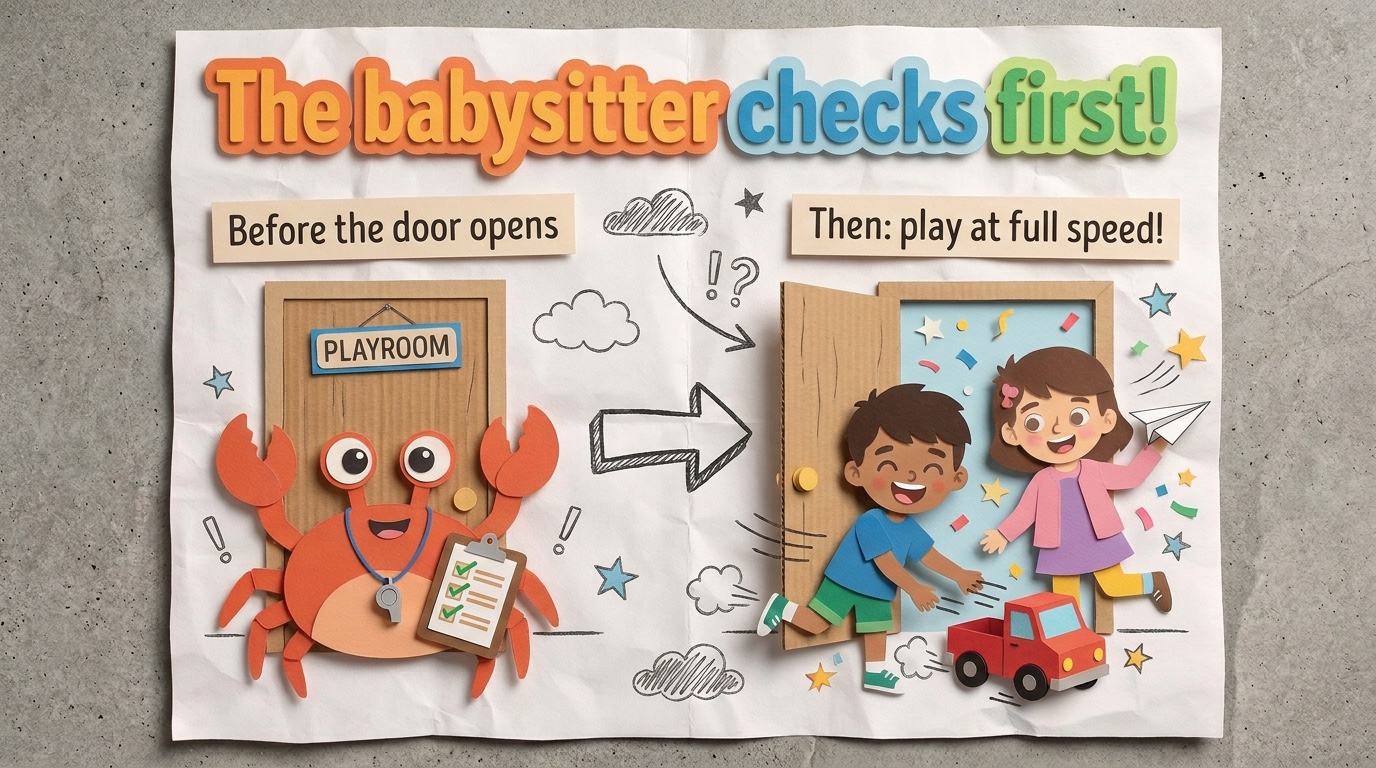 The babysitter checks first!
Before the door opens
Then: play at full speed!
!?
PLAYROOM
!
!